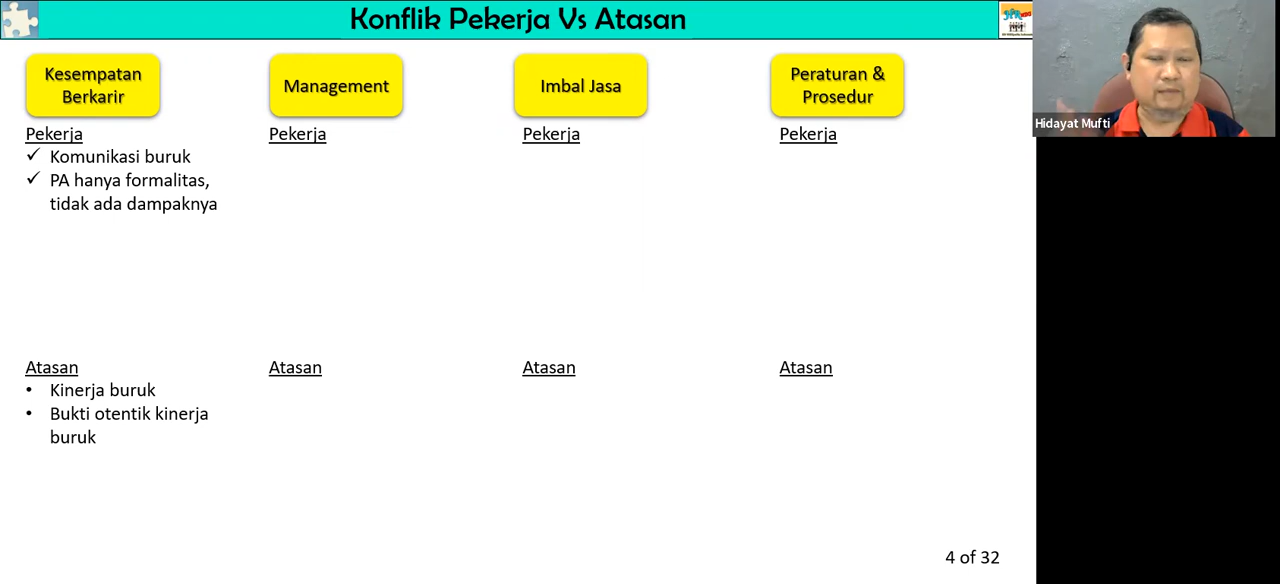 Konflik Pekerja Vs Atasan
Hidayat Mufti
Kesempatan
Berkarir
Pekerja
✓ Komunikasi buruk
✓ PA hanya formalitas,
tidak ada dampaknya
Atasan
• Kinerja buruk
• Bukti otentik kinerja
buruk
Management
Pekerja
Atasan
Imbal Jasa
Pekerja
Atasan
Peraturan &
Prosedur
Pekerja
Atasan
4 of 32